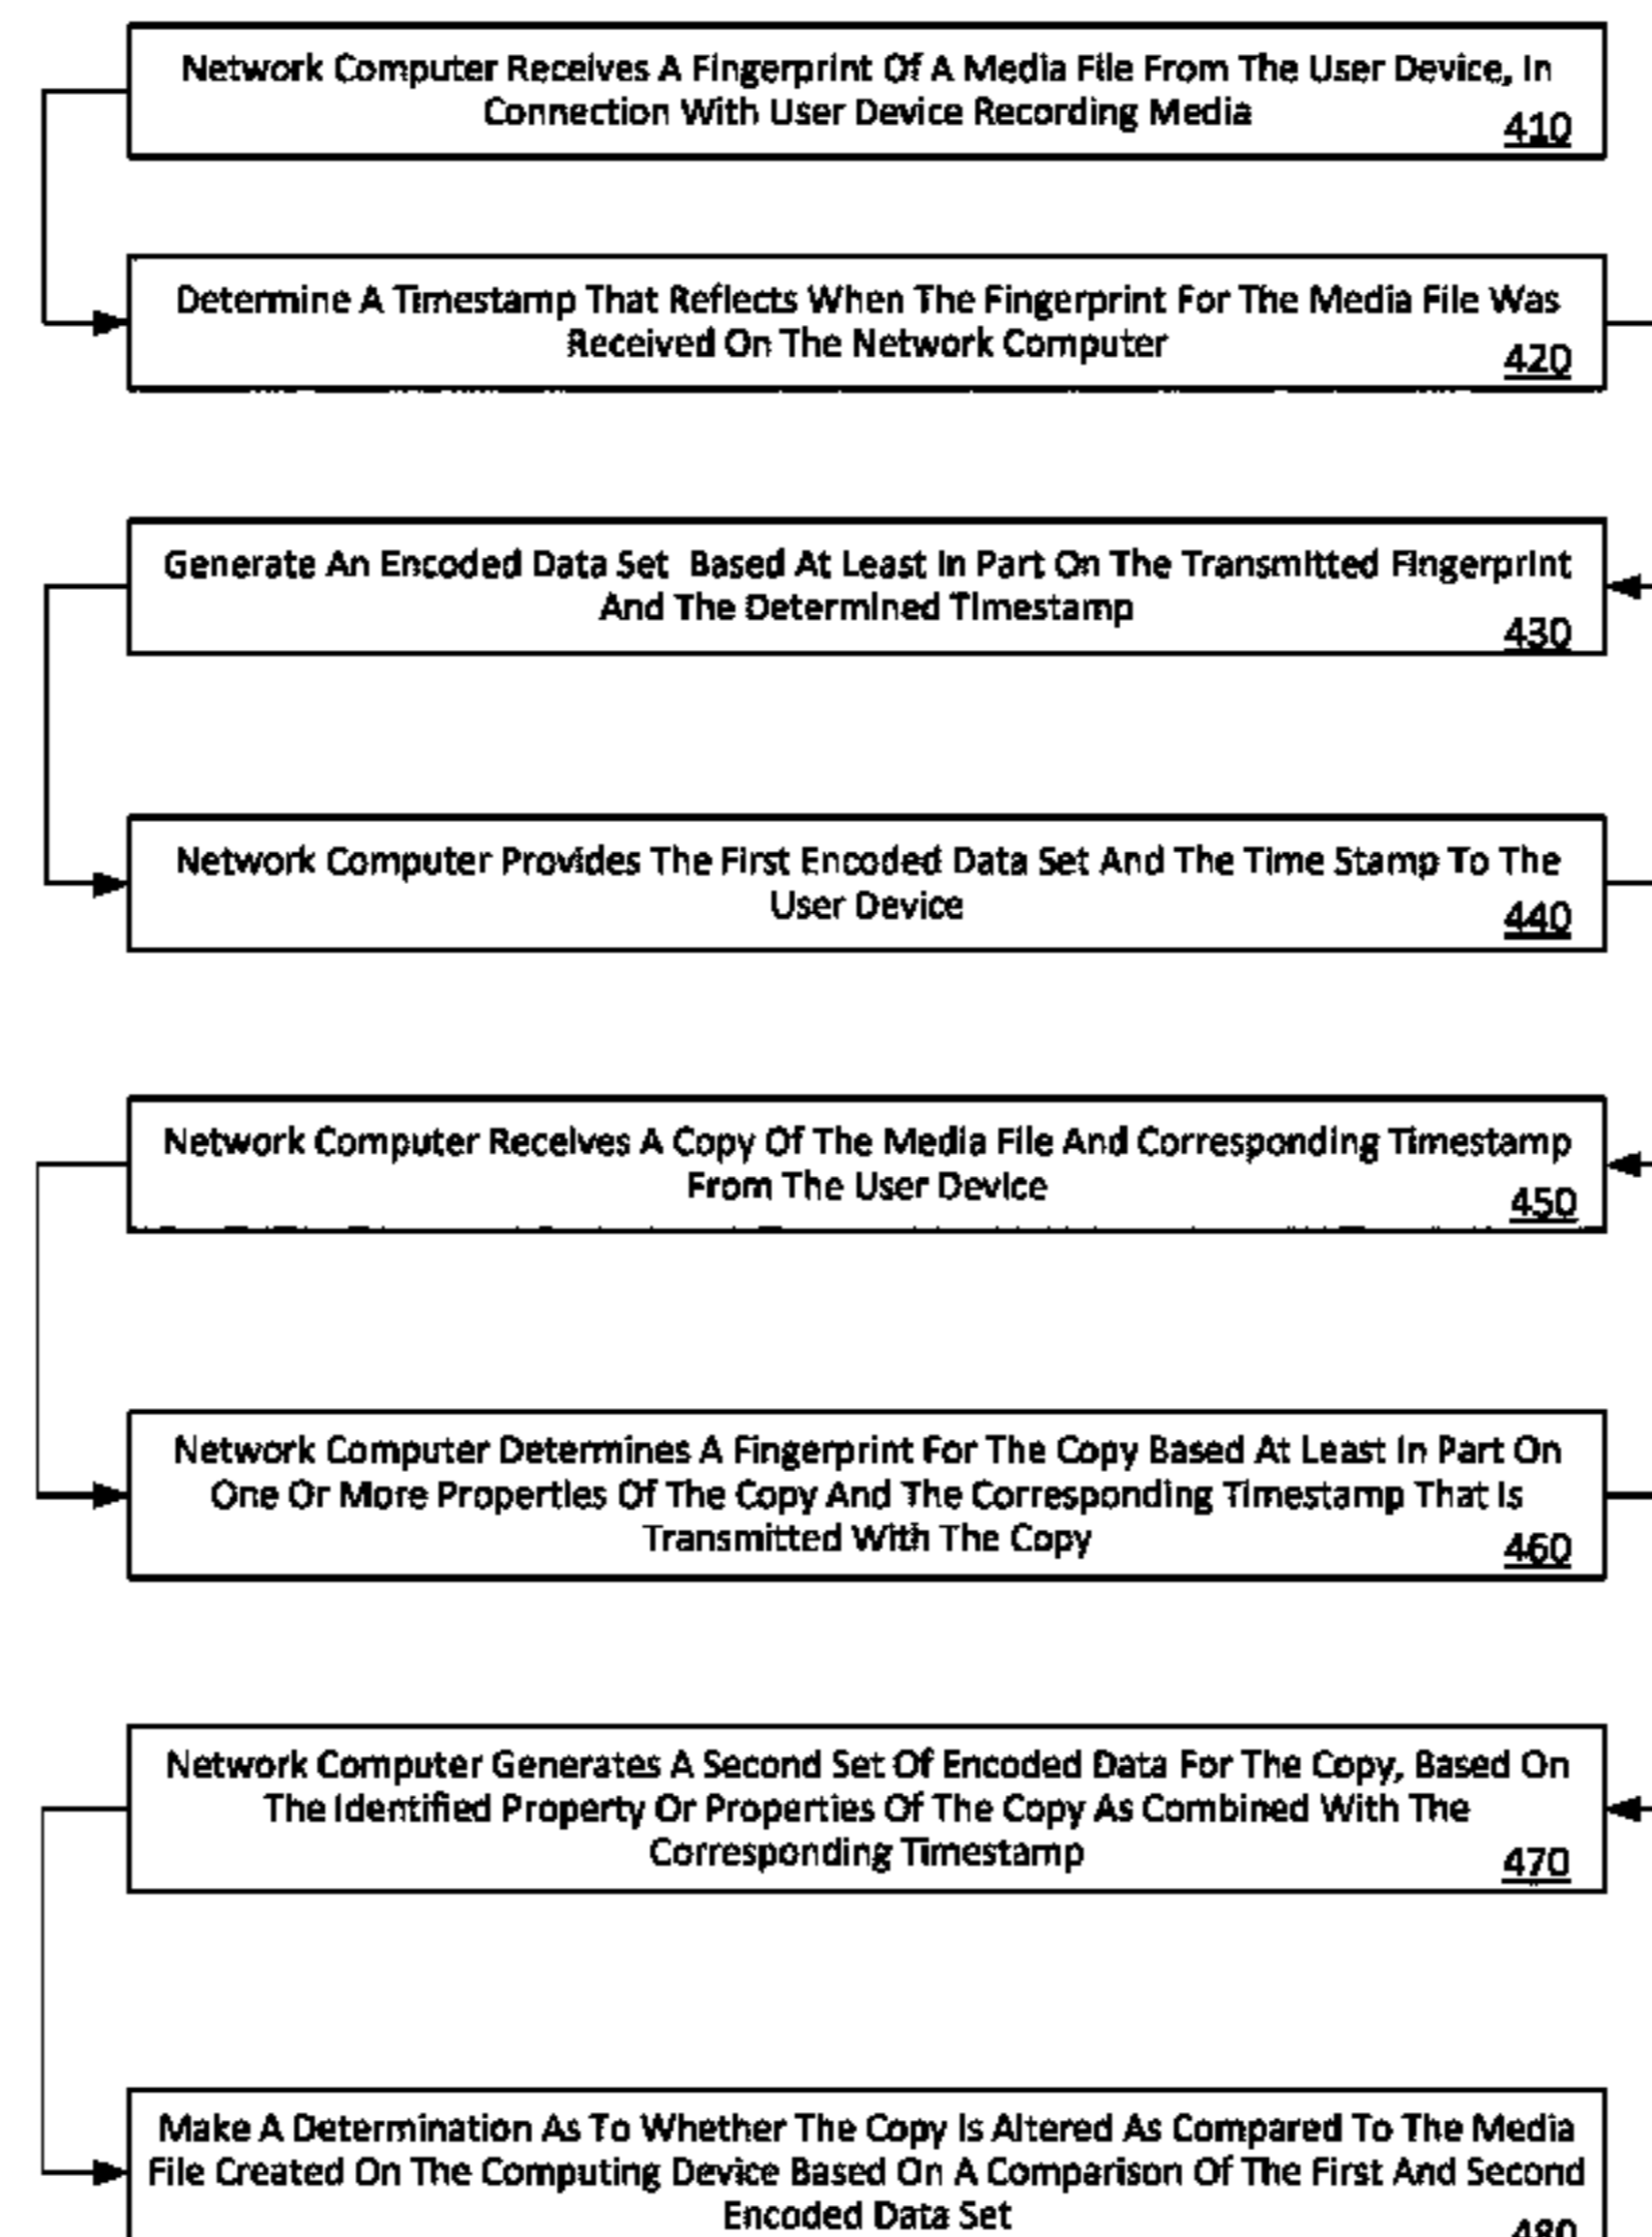 Network Computer Receives A Fingerprint Of A Media File From The User Device, In
Connection With User Device Recording Media
410
Determine A Timestamp That Reflects When The Fingerprint For The Media File Was
Received On The Network Computer
420
Generate An Encoded Data Set Based At Least In Part On The Transmitted Fingerprint
And The Determined Timestamp
430
Network Computer Provides The First Encoded Data Set And The Time Stamp To The
User Device
440
Network Computer Receives A Copy Of The Media File And Corresponding Timestamp
From The User Device
450
Network Computer Determines A Fingerprint For The Copy Based At Least In Part On
One Or More Properties Of The Copy And The Corresponding Timestamp That Is
Transmitted With The Copy
460
Network Computer Generates A Second Set Of Encoded Data For The Copy, Based On
The Identified Property Or Properties Of The Copy As Combined With The
Corresponding Timestamp
470
Make A Determination As To Whether The Copy Is Altered As Compared To The Media
File Created On The Computing Device Based On A Comparison Of The First And Second
Encoded Data Set
480